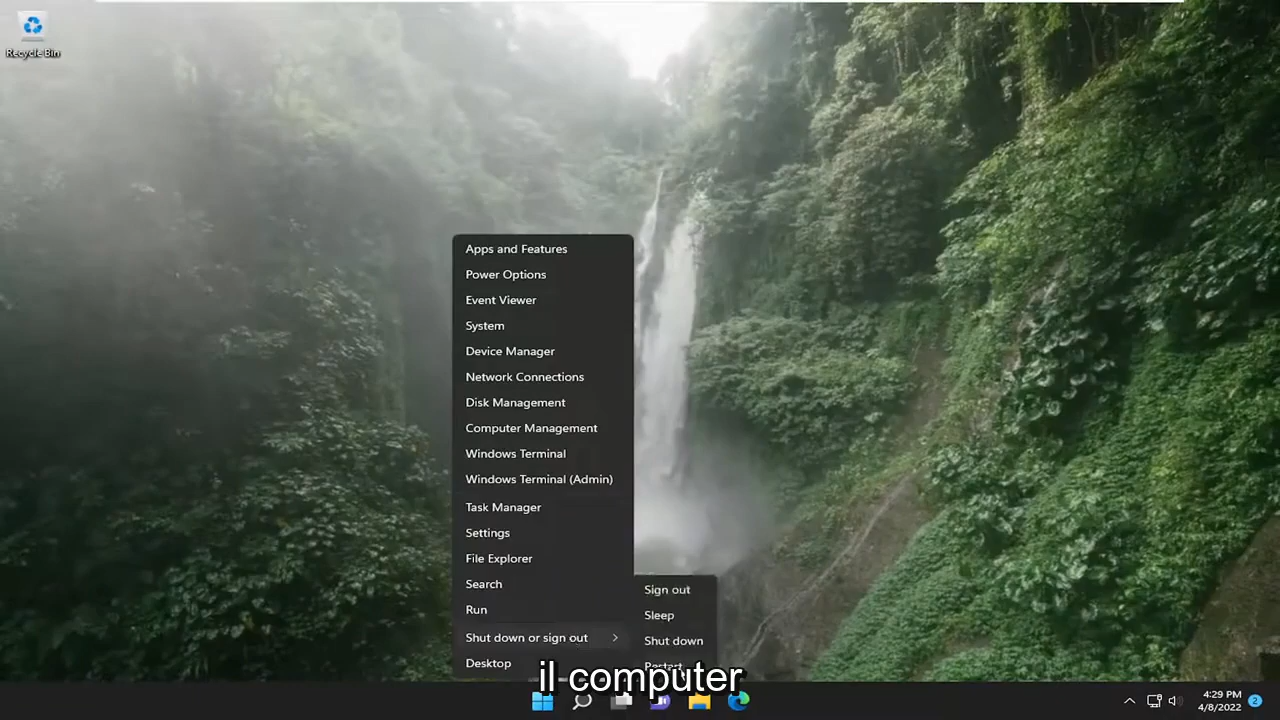 Recycle Bin
Apps and Features
Power Options
Event Viewer
System
Device Manager
Network Connections
Disk Management
Computer Management
Windows Terminal
Windows Terminal (Admin)
Task Manager
Settings
File Explorer
Search
Run
Shut down or sign out
Desktop
Sign out
Sleep
Shut down
Restart
il computer
4:29 PM
4/8/2022
2